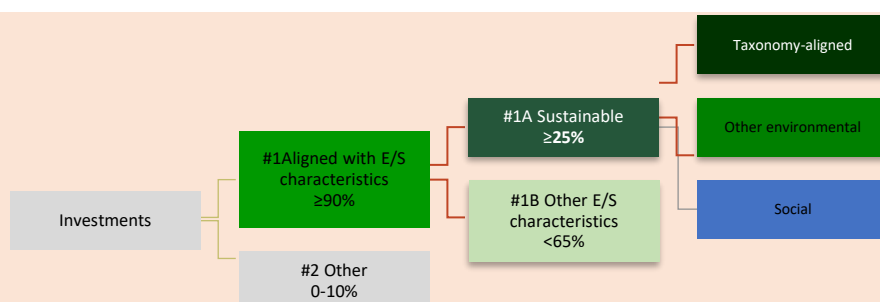 Investments
#1Aligned with E/S
characteristics
≥90%
#2 Other
0-10%
#1A Sustainable
≥25%
#1B Other E/S
characteristics
<65%
Taxonomy-aligned
Other environmental
Social